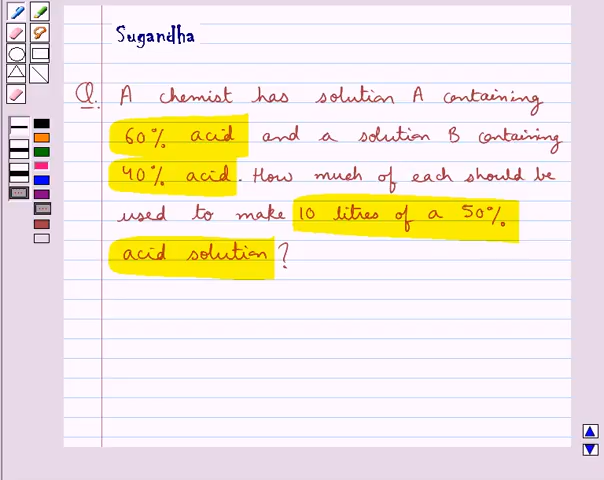 Sugandha
Q. A chemist has solution A containing
60% acid and a solution B containing
40% acid. How much of each should be
used to make 10 litres of a 50%
acid solution ?